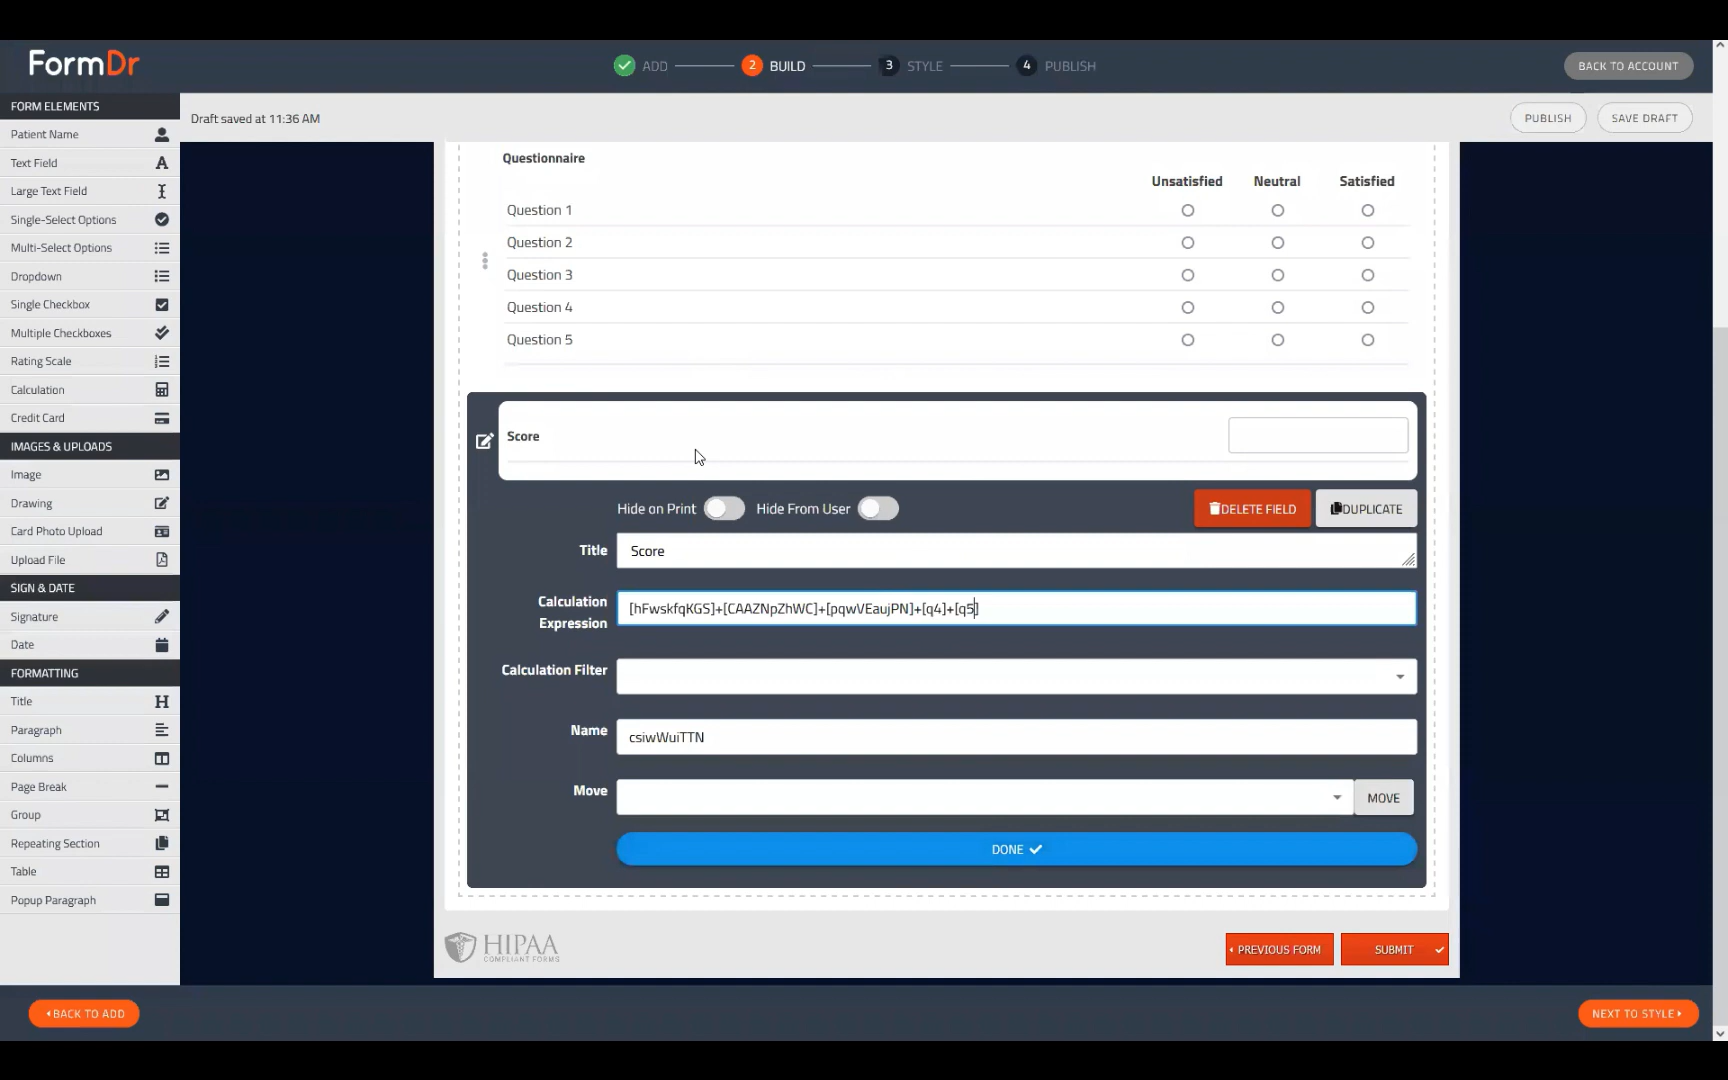 FormDr
ADD
2 BUILD
3 STYLE
4 PUBLISH
BACK TO ACCOUNT
FORM ELEMENTS
Patient Name
Text Field
Large Text Field
Single-Select Options
Multi-Select Options
Dropdown
Single Checkbox
Multiple Checkboxes
Rating Scale
Calculation
Credit Card
IMAGES & UPLOADS
Image
Drawing
Card Photo Upload
Upload File
SIGN & DATE
Signature
Date
FORMATTING
Title
Paragraph
Columns
Page Break
Group
Repeating Section
Table
Popup Paragraph
Draft saved at 11:36 AM
PUBLISH
SAVE DRAFT
Questionnaire
Unsatisfied Neutral Satisfied
Question 1
Question 2
Question 3
Question 4
Question 5
Score
Hide on Print
Hide From User
DELETE FIELD
DUPLICATE
Title
Score
Calculation
Expression
[hFwskfqKGS]+[CAAZNpZhWC]+[pqwVEaujPN]+[q4]+[q5]
Calculation Filter
Name
csiwWuiTTN
Move
MOVE
DONE
HIPAA
COMPLIANT FORMS
PREVIOUS FORM
SUBMIT
BACK TO ADD
NEXT TO STYLE